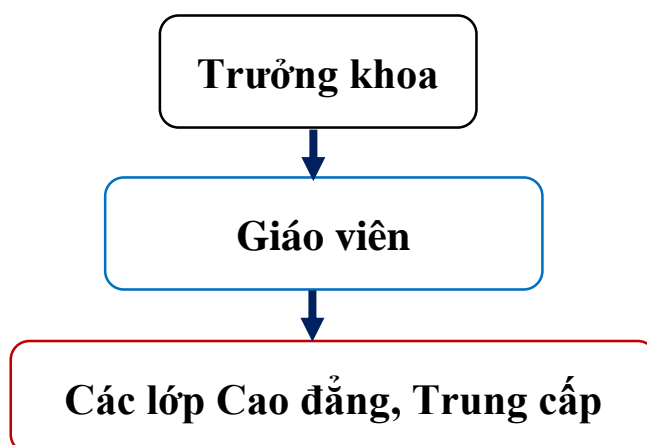 Trưởng khoa
Giáo viên
Các lớp Cao đẳng, Trung cấp